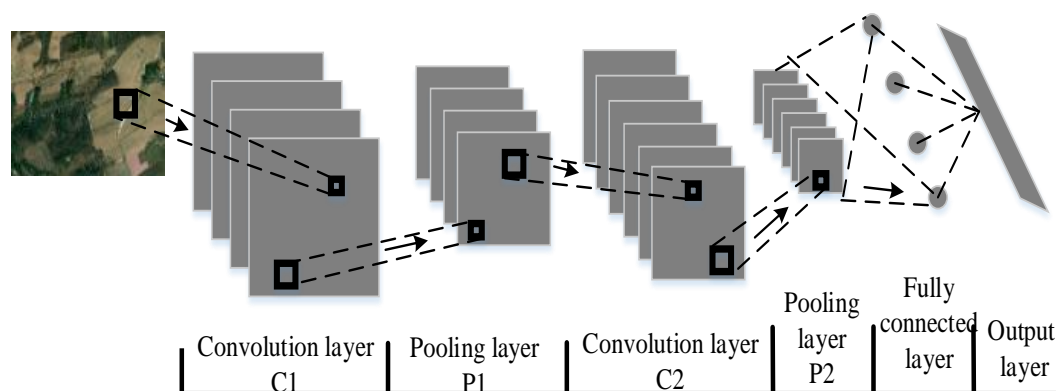 Convolution layer
C1
Pooling layer
P1
Convolution layer
C2
Pooling
layer
P2
Fully
connected
layer
Output
layer